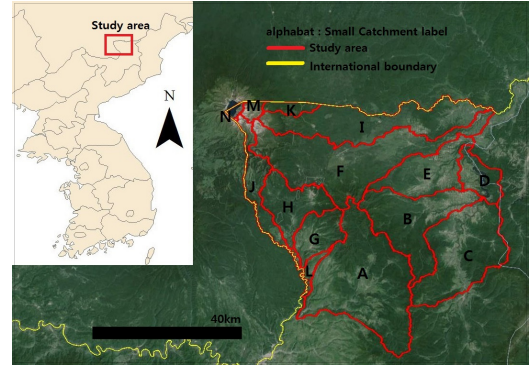 Study area
N
alphabat : Small Catchment label
Study area
International boundary
M
K
N
I
F
E
D
J
H
B
G
C
L
A
40km